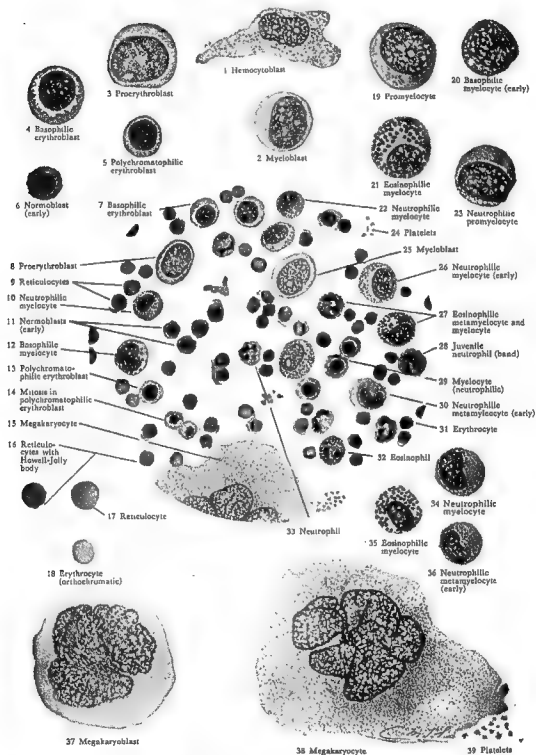 1 Hemocytoblast
3 Proerythroblast
19 Promyelocyte
20 Basophilic
myelocyte (early)
4 Basophilic
erythroblast
2 Myeloblast
5 Polychromatophilic
erythroblast
21 Eosinophilic
myelocyte
6 Normoblast
(early)
7 Basophilic
erythroblast
22 Neutrophilic
myelocyte
23 Neutrophilic
promyelocyte
24 Platelets
25 Myeloblast
8 Proerythroblast
26 Neutrophilic
myelocyte (early)
9 Reticulocytes
10 Neutrophilic
myelocyte
27 Eosinophilic
metamyelocyte and
myelocyte
11 Normoblasts
(early)
12 Basophilic
myelocyte
28 Juvenile
neutrophil (band)
13 Polychromato-
philic erythroblast
29 Myelocyte
(neutrophilic)
14 Mitosis in
polychromatophilic
erythroblast
30 Neutrophilic
metamyelocyte (early)
15 Megakaryocyte
31 Erythrocyte
16 Reticulo-
cytes with
Howell-Jolly
body
32 Eosinophil
17 Reticulocyte
33 Neutrophil
34 Neutrophilic
myelocyte
35 Eosinophilic
myelocyte
18 Erythrocyte
(orthochromatic)
36 Neutrophilic
metamyelocyte
(early)
37 Megakaryoblast
38 Megakaryocyte
39 Platelets